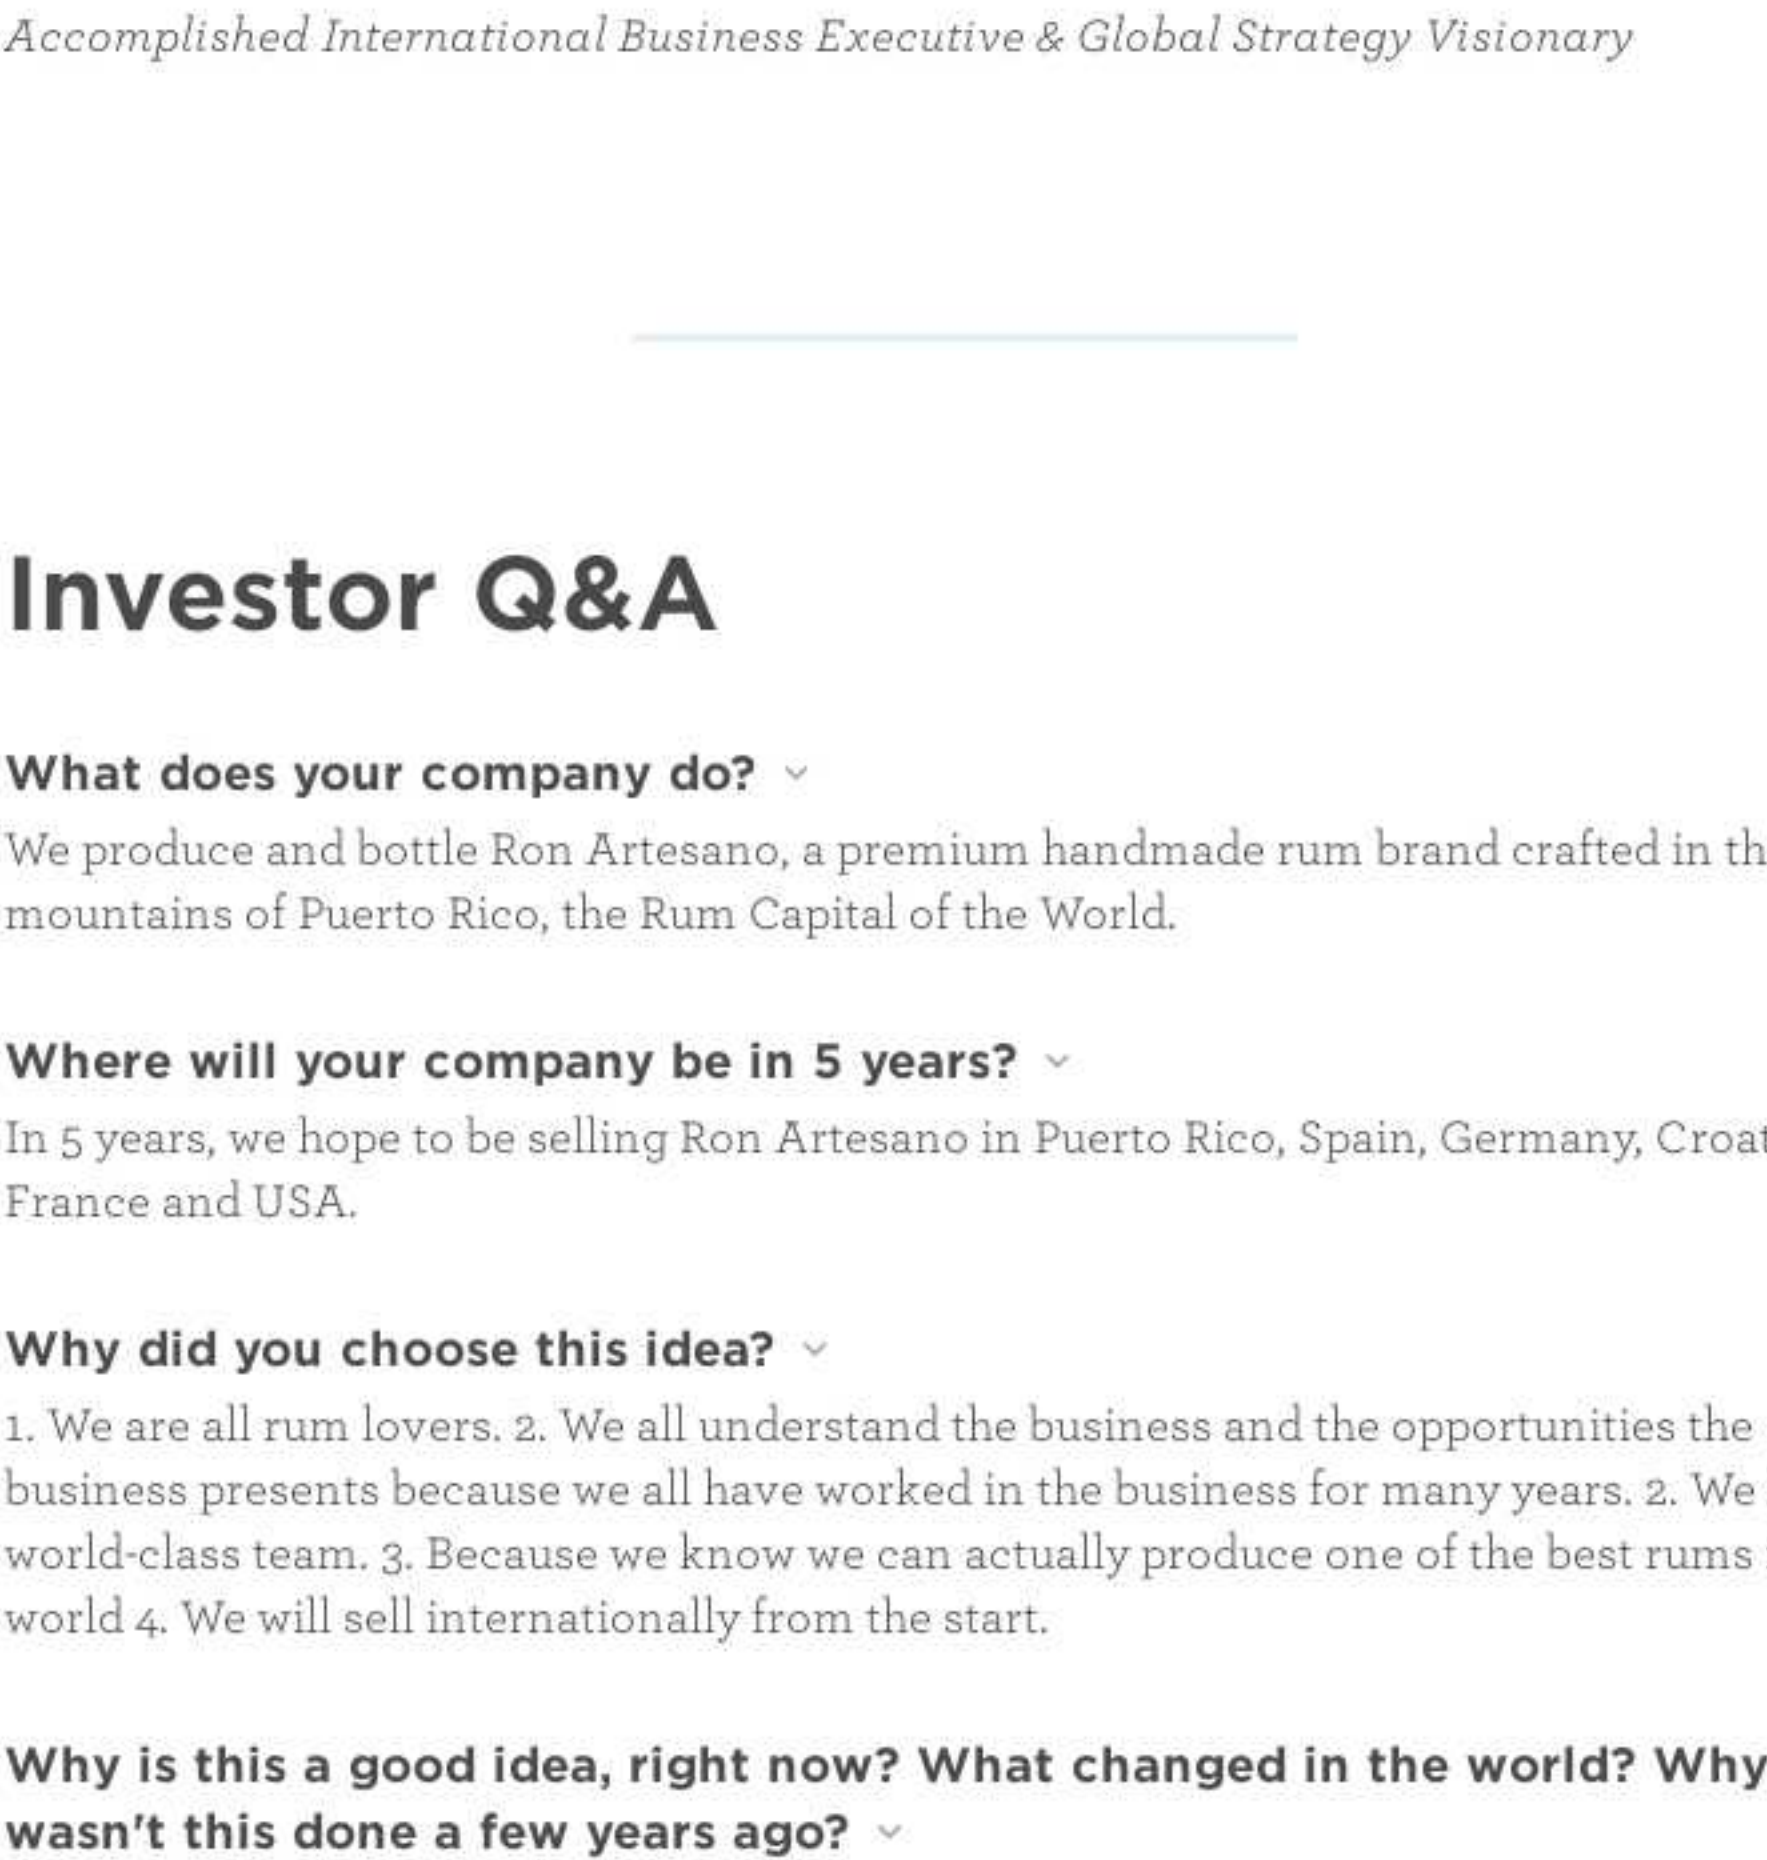 Accomplished International Business Executive & Global Strategy Visionary
Investor Q&A
What does your company do?
We produce and bottle Ron Artesano, a premium handmade rum brand crafted in th
mountains of Puerto Rico, the Rum Capital of the World.
Where will your company be in 5 years?
In 5 years, we hope to be selling Ron Artesano in Puerto Rico, Spain, Germany, Croat
France and USA.
Why did you choose this idea?
1. We are all rum lovers. 2. We all understand the business and the opportunities the
business presents because we all have worked in the business for many years. 2. We
world-class team. 3. Because we know we can actually produce one of the best rums
world 4. We will sell internationally from the start.
Why is this a good idea, right now? What changed in the world? Why
wasn't this done a few years ago?